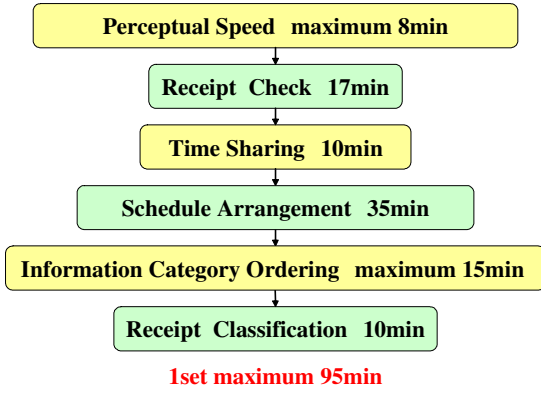 Perceptual Speed maximum 8min
Receipt Check 17min
Time Sharing 10min
Schedule Arrangement 35min
Information Category Ordering maximum 15min
Receipt Classification 10min
1set maximum 95min